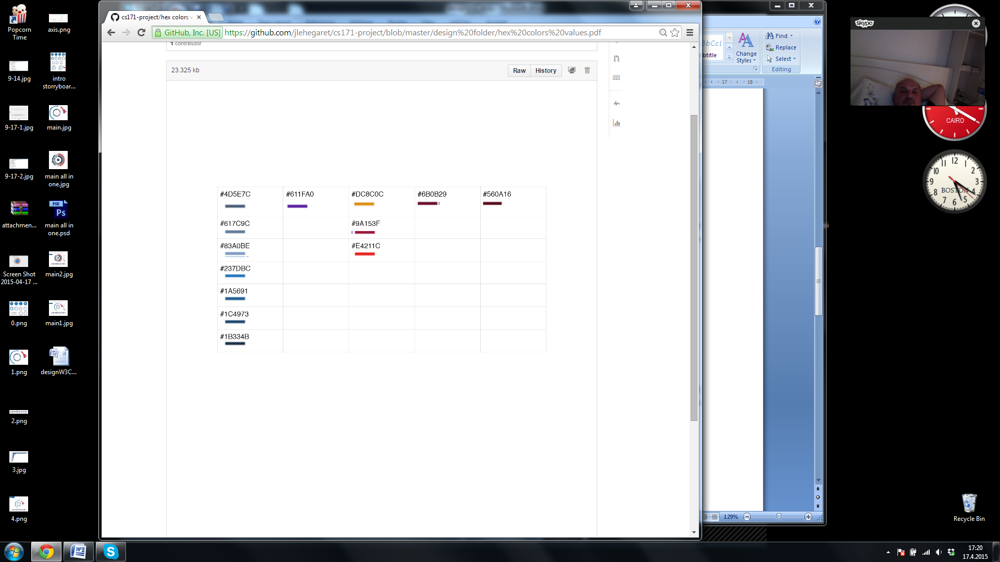 Popcorn
Time
axis.png
9-14.jpg
intro
storryboar...
9-17-1.jpg
main.jpg
9-17-2.jpg
main all in
one.jpg
attachmen...
main all in
one.psd
Screen Shot
2015-04-17 ...
main2.jpg
0.png
main1.jpg
1.png
designW3C...
2.png
3.jpg
4.png
cs171-project/hex colors v
GitHub, Inc. [US]
https://github.com/jlehegaret/cs171-project/blob/master/design%20folder/hex%20colors%20values.pdf
1 contributor
23.325 kb
Raw
History
#4D5E7C #611FA0 #DC8C0C #6B0B29 #560A16
#617C9C #9A153F
#83A0BE #E4211C
#237DBC
#1A5691
#1C4973
#1B334B
BbCcL
btitle
Change
Styles
Find
Replace
Select
Editing
17 18
129%
skype
CAIRO
12 1 2 3 4 5 6 7 8 9 10 11
BOSTON
PSD
Ps
i
Recycle Bin
17:20
17.4.2015